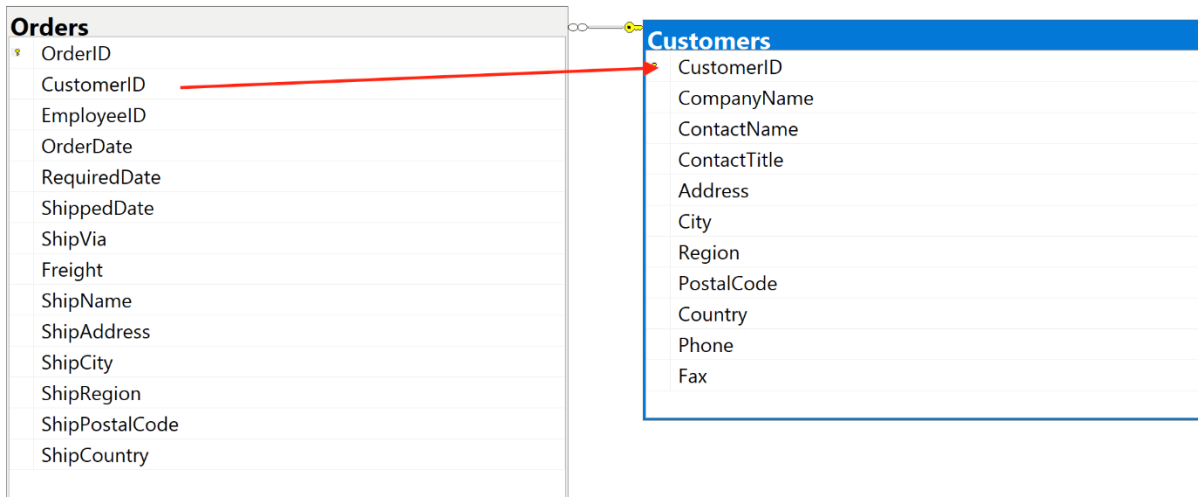 Orders
OrderID
CustomerID
EmployeeID
OrderDate
RequiredDate
ShippedDate
ShipVia
Freight
ShipName
ShipAddress
ShipCity
ShipRegion
ShipPostalCode
ShipCountry
Customers
CustomerID
CompanyName
ContactName
ContactTitle
Address
City
Region
PostalCode
Country
Phone
Fax